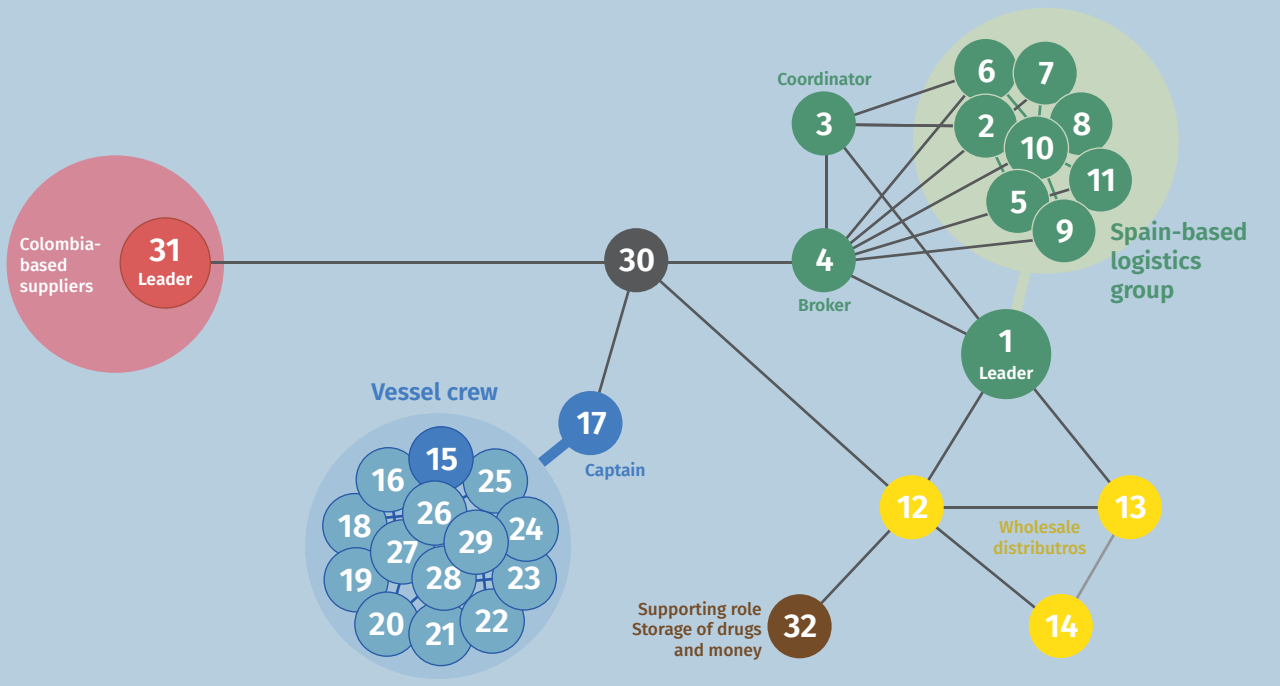 Coordinator
3
6
7
2
8
10
11
5
9
Spain-based
logistics
group
Colombia-
based
suppliers
31
Leader
30
4
Broker
1
Leader
Vessel crew
17
Captain
15
16
25
26
18
24
29
27
19
28
23
20
21
22
12
13
Wholesale
distributros
Supporting role
Storage of drugs
and money
32
14